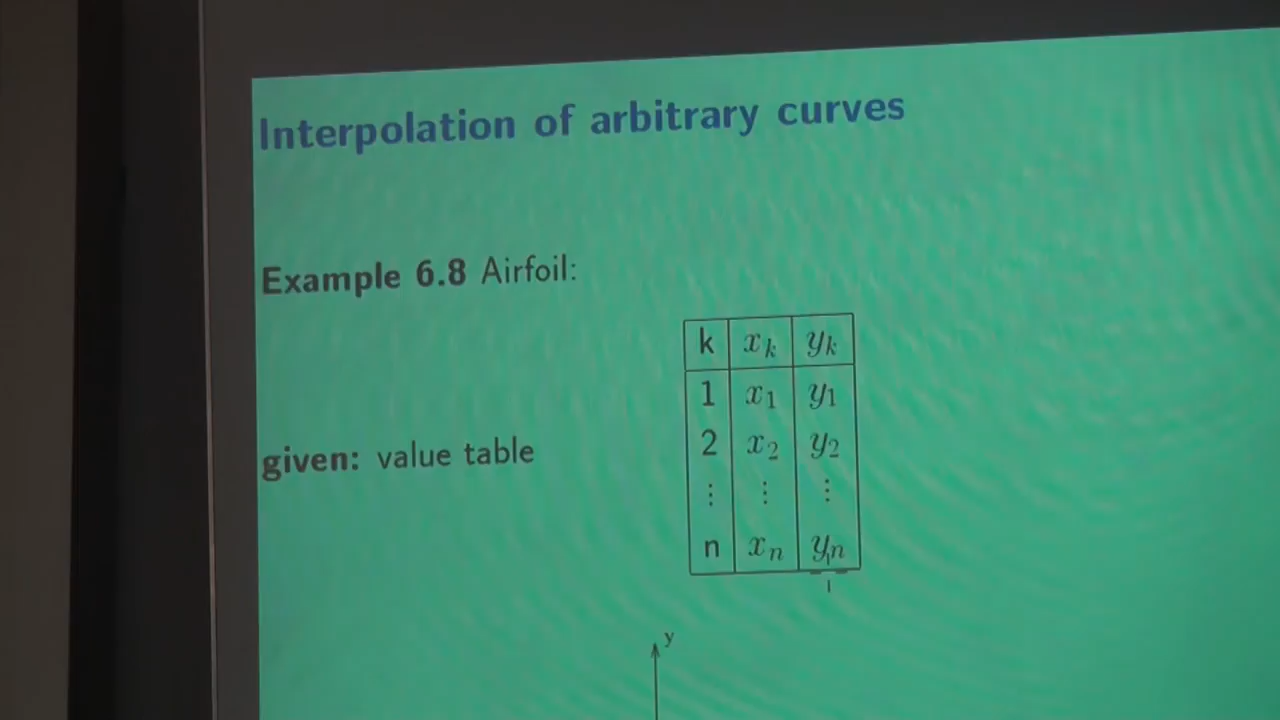 Interpolation of arbitrary curves
Example 6.8 Airfoil:
k x_k y_k
1 x_1 y_1
2 x_2 y_2
given: value table
⋮ ⋮ ⋮
n x_n y_n
y